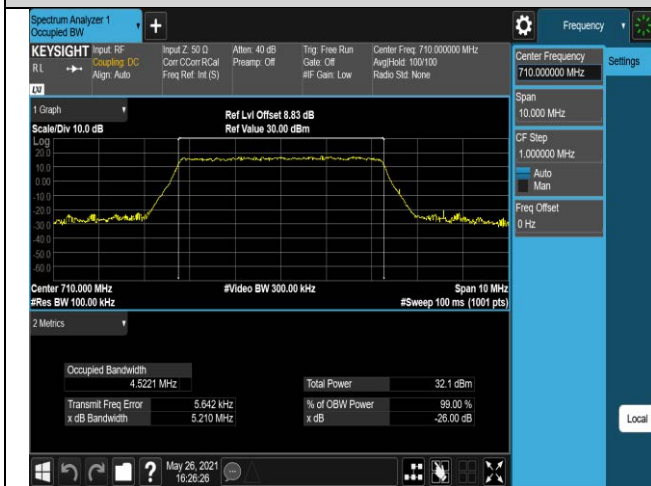 Spectrum Analyzer 1
Occupied BW
+
Frequency
KEYSIGHT
RL
LXI
Input: RF
Coupling: DC
Align: Auto
Input Z: 50 Ω
Corr CCorr RCal
Freq Ref: Int (S)
Atten: 40 dB
Preamp: Off
Trig: Free Run
Gate: Off
#IF Gain: Low
Center Freq: 710.000000 MHz
Avg|Hold: 100/100
Radio Std: None
Center Frequency
710.000000 MHz
Settings
Span
10.000 MHz
CF Step
1.000000 MHz
Auto
Man
Freq Offset
0 Hz
1 Graph
Scale/Div 10.0 dB
Ref Lvl Offset 8.83 dB
Ref Value 30.00 dBm
Log
20.0
10.0
0.00
-10.0
-20.0
-30.0
-40.0
-50.0
-60.0
Center 710.000 MHz
#Video BW 300.00 kHz
Span 10 MHz
#Res BW 100.00 kHz
#Sweep 100 ms (1001 pts)
2 Metrics
Occupied Bandwidth
4.5221 MHz
Total Power
32.1 dBm
Transmit Freq Error
5.642 kHz
% of OBW Power
99.00 %
x dB Bandwidth
5.210 MHz
x dB
-26.00 dB
Local
?
May 26, 2021
16:26:26